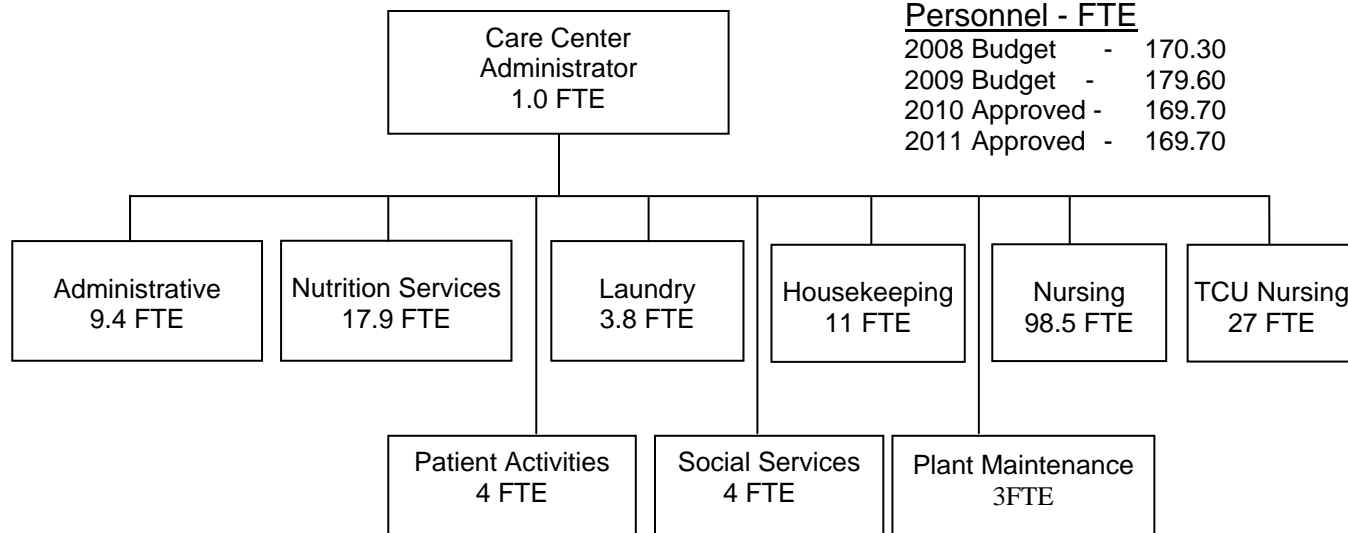 Care Center
Administrator
1.0 FTE
Personnel - FTE
2008 Budget - 170.30
2009 Budget - 179.60
2010 Approved - 169.70
2011 Approved - 169.70
Administrative
9.4 FTE
Nutrition Services
17.9 FTE
Laundry
3.8 FTE
Housekeeping
11 FTE
Nursing
98.5 FTE
TCU Nursing
27 FTE
Patient Activities
4 FTE
Social Services
4 FTE
Plant Maintenance
3FTE